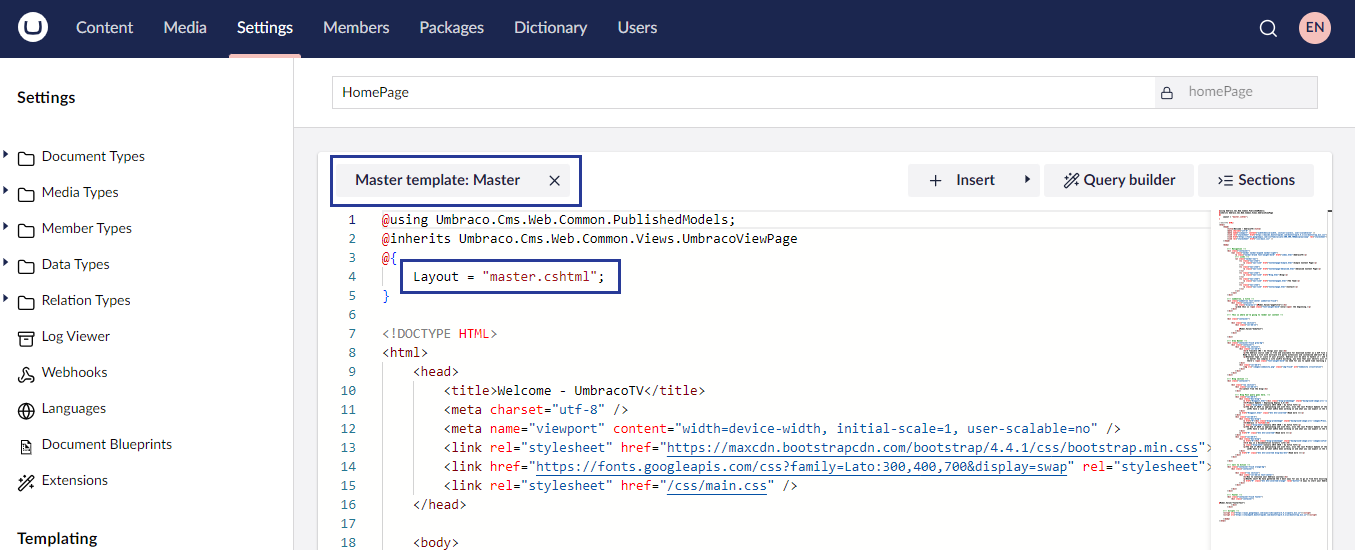 Content Media Settings Members Packages Dictionary Users EN
Settings
Document Types
Media Types
Member Types
Data Types
Relation Types
Log Viewer
Webhooks
Languages
Document Blueprints
Extensions
Templating
HomePage homePage
Master template: Master Insert Query builder Sections
1 @using Umbraco.Cms.Web.Common.PublishedModels;
2 @inherits Umbraco.Cms.Web.Common.Views.UmbracoViewPage
3 @{
4 Layout = "master.cshtml";
5 }
6
7 <!DOCTYPE HTML>
8 <html>
9 <head>
10 <title>Welcome - UmbracoTV</title>
11 <meta charset="utf-8" />
12 <meta name="viewport" content="width=device-width, initial-scale=1, user-scalable=no" />
13 <link rel="stylesheet" href="https://maxcdn.bootstrapcdn.com/bootstrap/4.4.1/css/bootstrap.min.css">
14 <link href="https://fonts.googleapis.com/css?family=Lato:300,400,700&display=swap" rel="stylesheet">
15 <link rel="stylesheet" href="/css/main.css" />
16 </head>
17
18 <body>